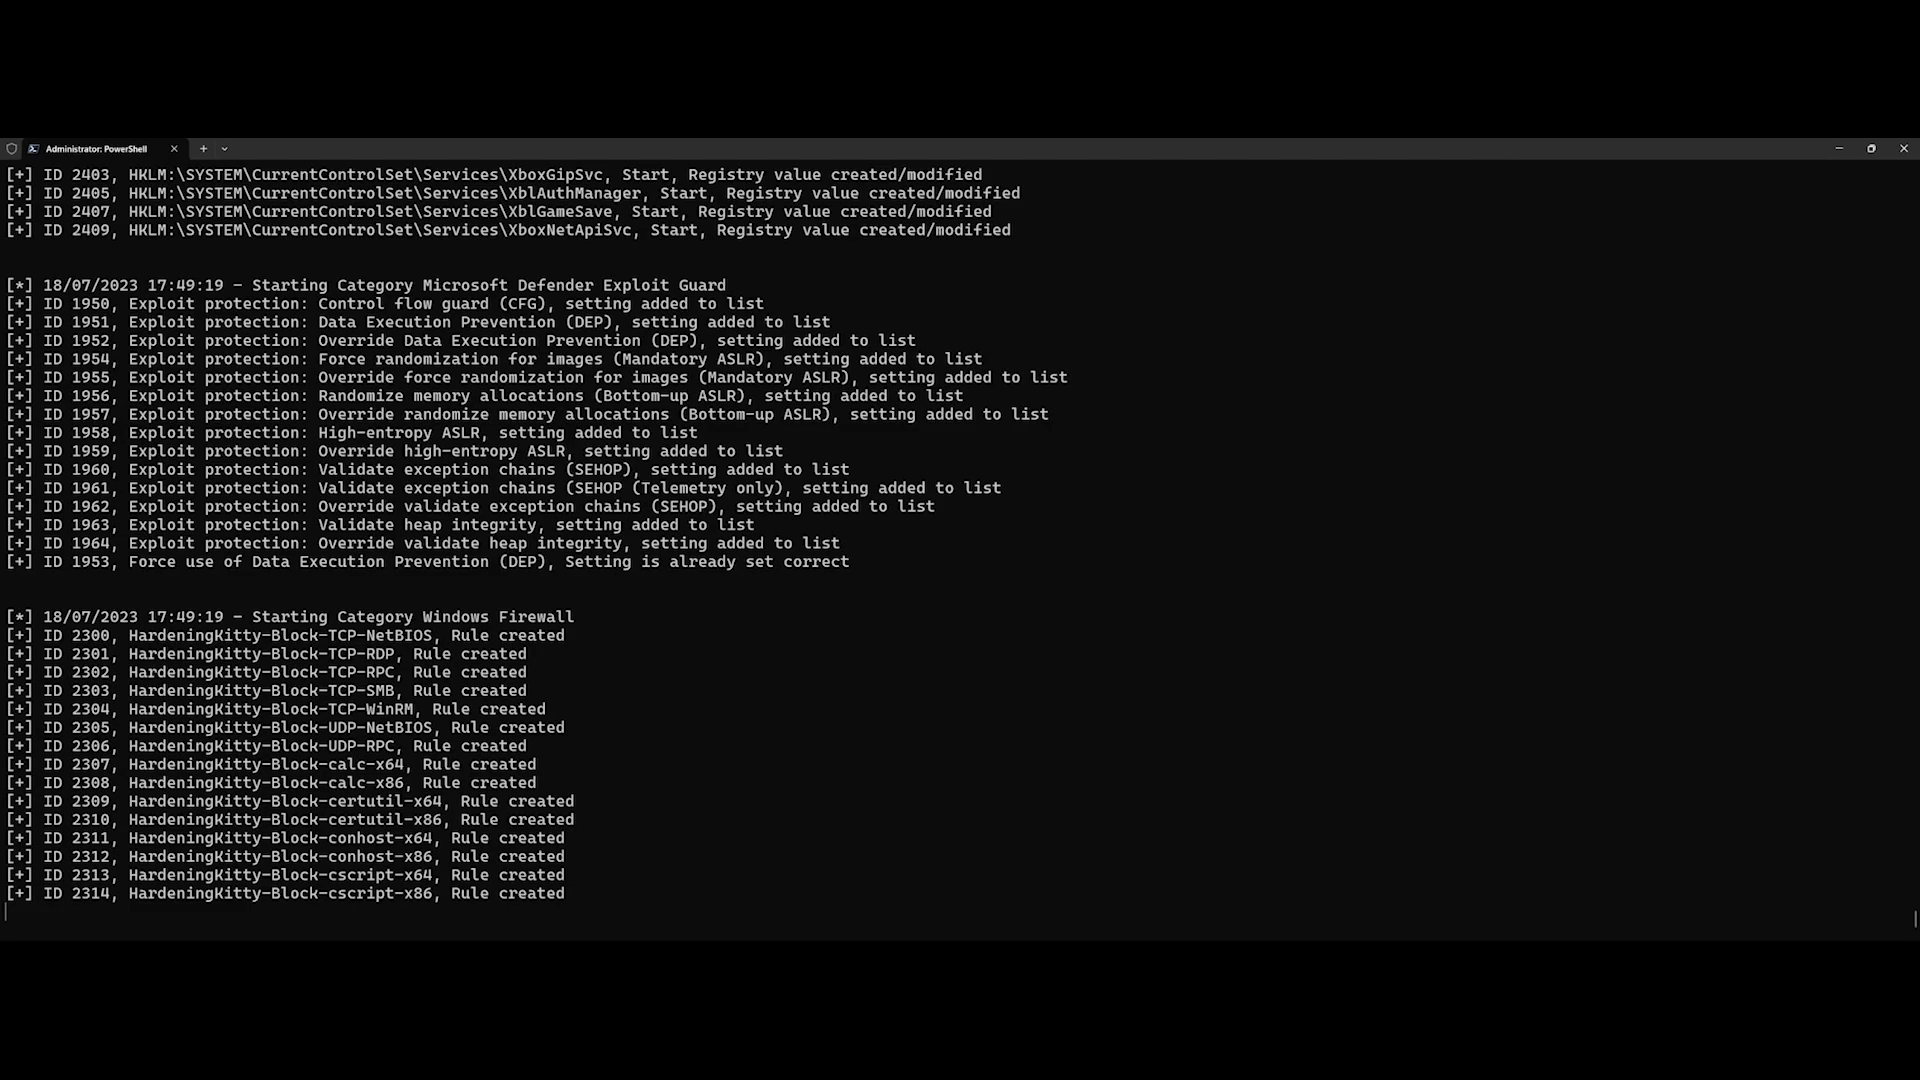 Administrator: PowerShell
[+] ID 2403, HKLM:\SYSTEM\CurrentControlSet\Services\XboxGipSvc, Start, Registry value created/modified
[+] ID 2405, HKLM:\SYSTEM\CurrentControlSet\Services\XblAuthManager, Start, Registry value created/modified
[+] ID 2407, HKLM:\SYSTEM\CurrentControlSet\Services\XblGameSave, Start, Registry value created/modified
[+] ID 2409, HKLM:\SYSTEM\CurrentControlSet\Services\XboxNetApiSvc, Start, Registry value created/modified
[*] 18/07/2023 17:49:19 - Starting Category Microsoft Defender Exploit Guard
[+] ID 1950, Exploit protection: Control flow guard (CFG), setting added to list
[+] ID 1951, Exploit protection: Data Execution Prevention (DEP), setting added to list
[+] ID 1952, Exploit protection: Override Data Execution Prevention (DEP), setting added to list
[+] ID 1954, Exploit protection: Force randomization for images (Mandatory ASLR), setting added to list
[+] ID 1955, Exploit protection: Override force randomization for images (Mandatory ASLR), setting added to list
[+] ID 1956, Exploit protection: Randomize memory allocations (Bottom-up ASLR), setting added to list
[+] ID 1957, Exploit protection: Override randomize memory allocations (Bottom-up ASLR), setting added to list
[+] ID 1958, Exploit protection: High-entropy ASLR, setting added to list
[+] ID 1959, Exploit protection: Override high-entropy ASLR, setting added to list
[+] ID 1960, Exploit protection: Validate exception chains (SEHOP), setting added to list
[+] ID 1961, Exploit protection: Validate exception chains (SEHOP (Telemetry only), setting added to list
[+] ID 1962, Exploit protection: Override validate exception chains (SEHOP), setting added to list
[+] ID 1963, Exploit protection: Validate heap integrity, setting added to list
[+] ID 1964, Exploit protection: Override validate heap integrity, setting added to list
[+] ID 1953, Force use of Data Execution Prevention (DEP), Setting is already set correct
[*] 18/07/2023 17:49:19 - Starting Category Windows Firewall
[+] ID 2300, HardeningKitty-Block-TCP-NetBIOS, Rule created
[+] ID 2301, HardeningKitty-Block-TCP-RDP, Rule created
[+] ID 2302, HardeningKitty-Block-TCP-RPC, Rule created
[+] ID 2303, HardeningKitty-Block-TCP-SMB, Rule created
[+] ID 2304, HardeningKitty-Block-TCP-WinRM, Rule created
[+] ID 2305, HardeningKitty-Block-UDP-NetBIOS, Rule created
[+] ID 2306, HardeningKitty-Block-UDP-RPC, Rule created
[+] ID 2307, HardeningKitty-Block-calc-x64, Rule created
[+] ID 2308, HardeningKitty-Block-calc-x86, Rule created
[+] ID 2309, HardeningKitty-Block-certutil-x64, Rule created
[+] ID 2310, HardeningKitty-Block-certutil-x86, Rule created
[+] ID 2311, HardeningKitty-Block-conhost-x64, Rule created
[+] ID 2312, HardeningKitty-Block-conhost-x86, Rule created
[+] ID 2313, HardeningKitty-Block-cscript-x64, Rule created
[+] ID 2314, HardeningKitty-Block-cscript-x86, Rule created